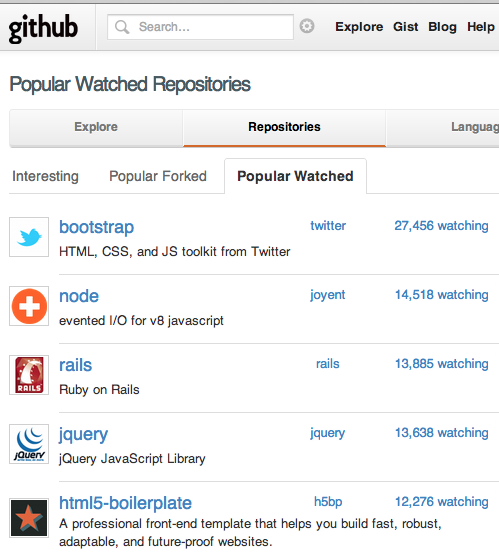 github Search... Explore Gist Blog Help
Popular Watched Repositories
Explore Repositories Langua
Interesting Popular Forked Popular Watched
bootstrap twitter 27,456 watching
HTML, CSS, and JS toolkit from Twitter
node joyent 14,518 watching
evented I/O for v8 javascript
RAILS rails rails 13,885 watching
Ruby on Rails
jquery jquery 13,638 watching
jQuery
jQuery JavaScript Library
html5-boilerplate h5bp 12,276 watching
A professional front-end template that helps you build fast, robust,
adaptable, and future-proof websites.